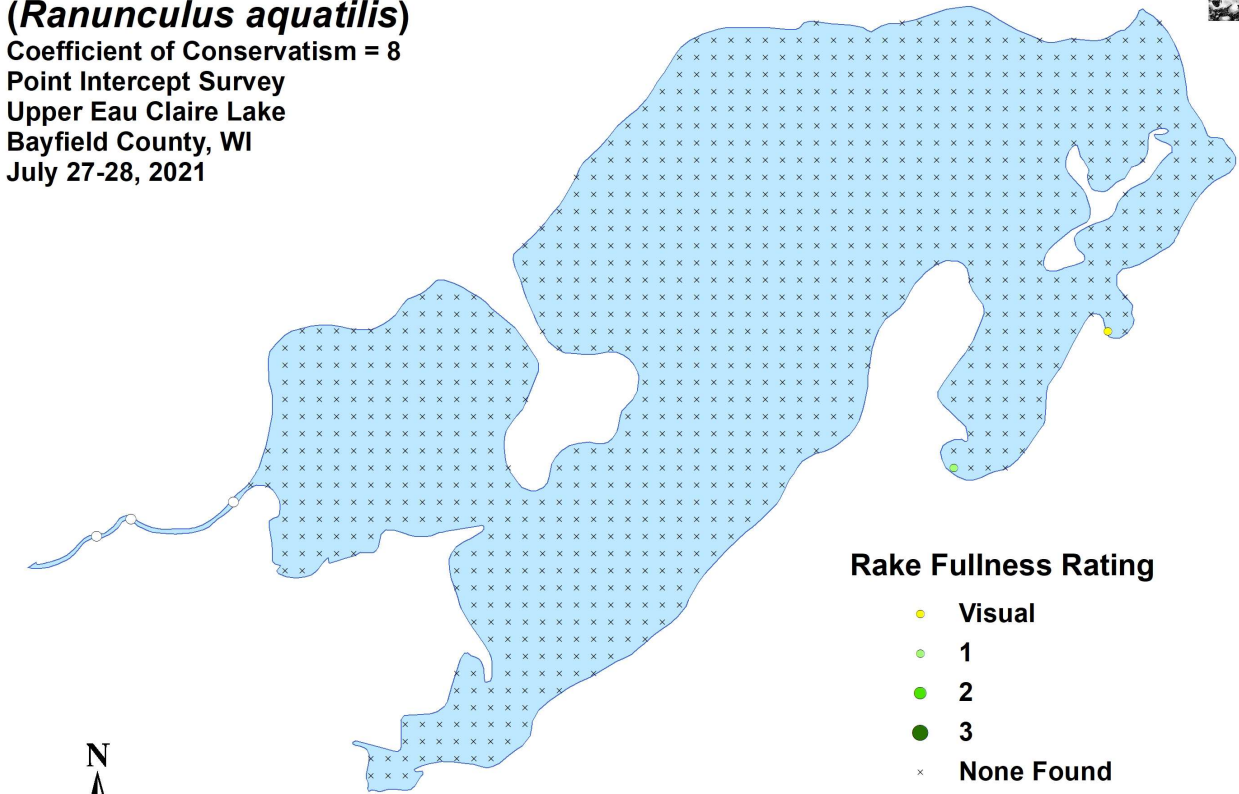 (Ranunculus aquatilis)
Coefficient of Conservatism = 8
Point Intercept Survey
Upper Eau Claire Lake
Bayfield County, WI
July 27-28, 2021
Rake Fullness Rating
Visual
1
2
3
None Found
N